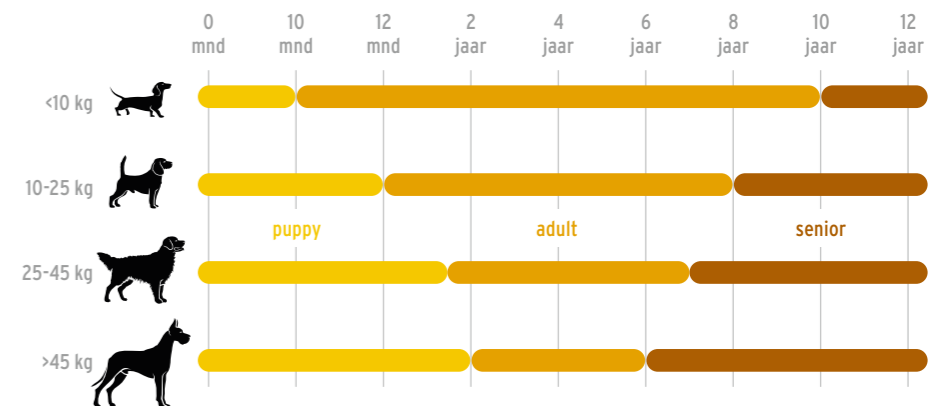 0 10 12 2 4 6 8 10 12
mnd mnd mnd jaar jaar jaar jaar jaar jaar
<10 kg
10-25 kg
puppy adult senior
25-45 kg
>45 kg